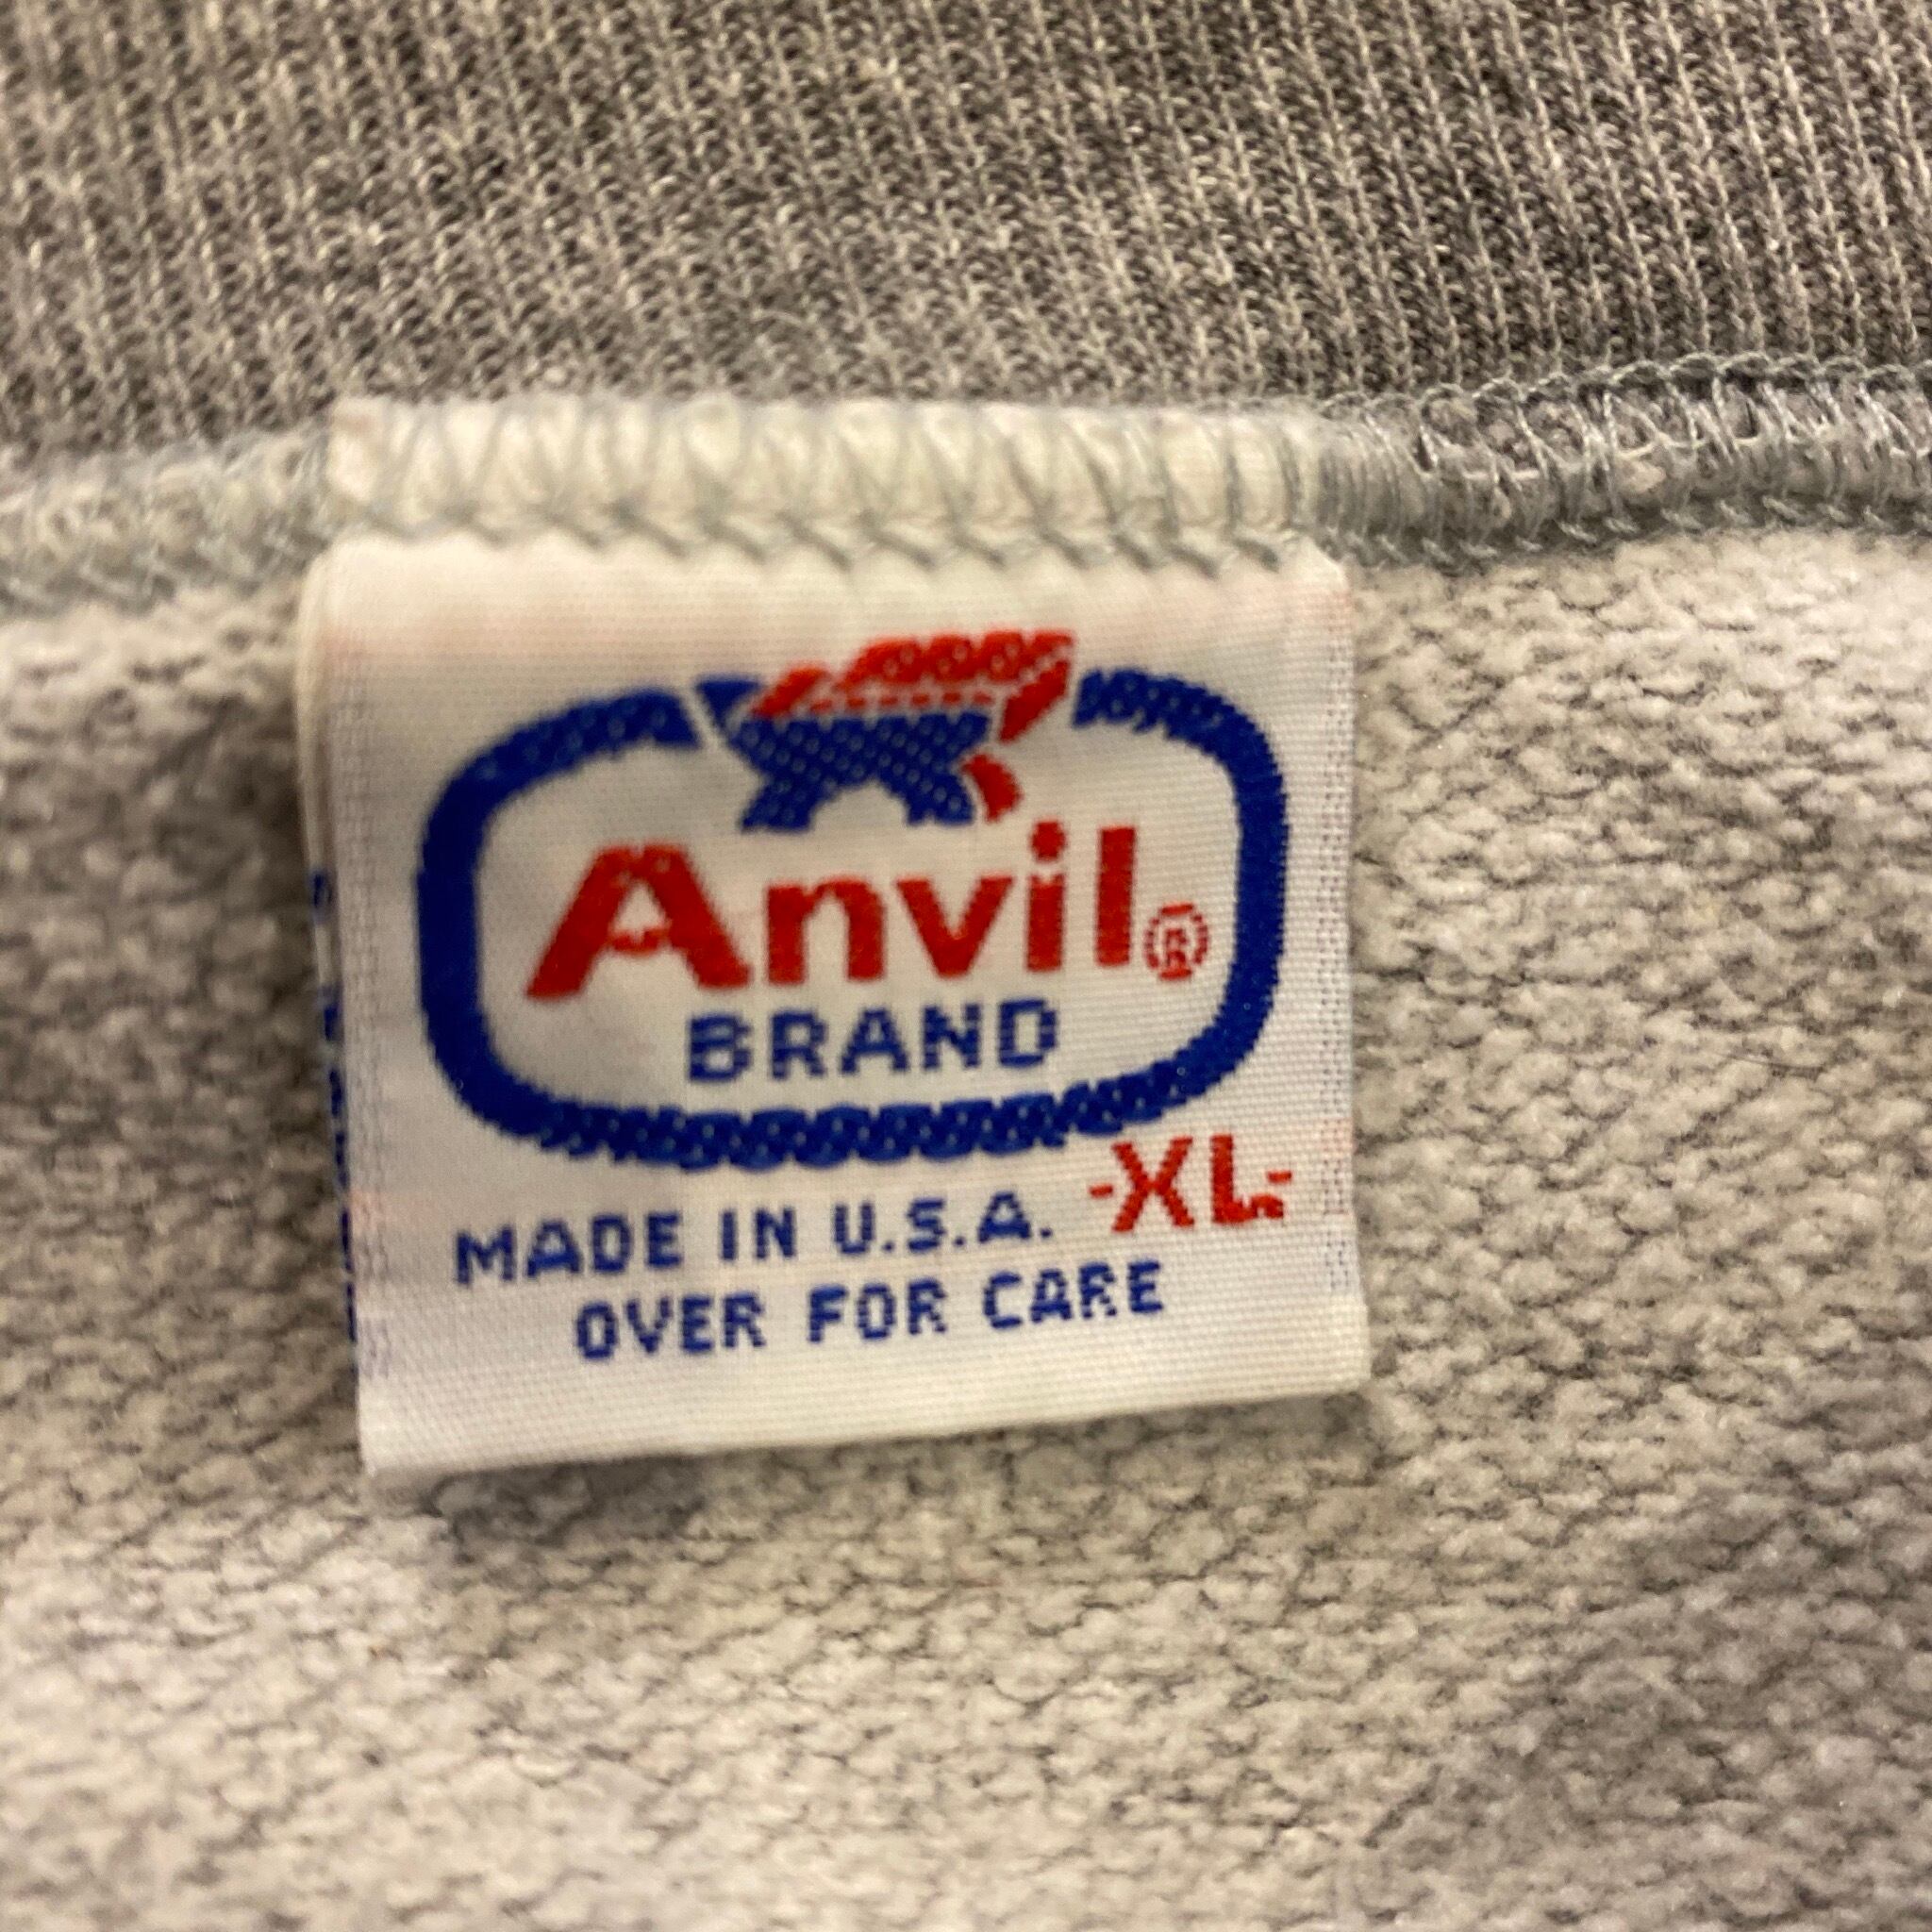 Anvil®
BRAND
MADE IN U.S.A. -XL-
OVER FOR CARE